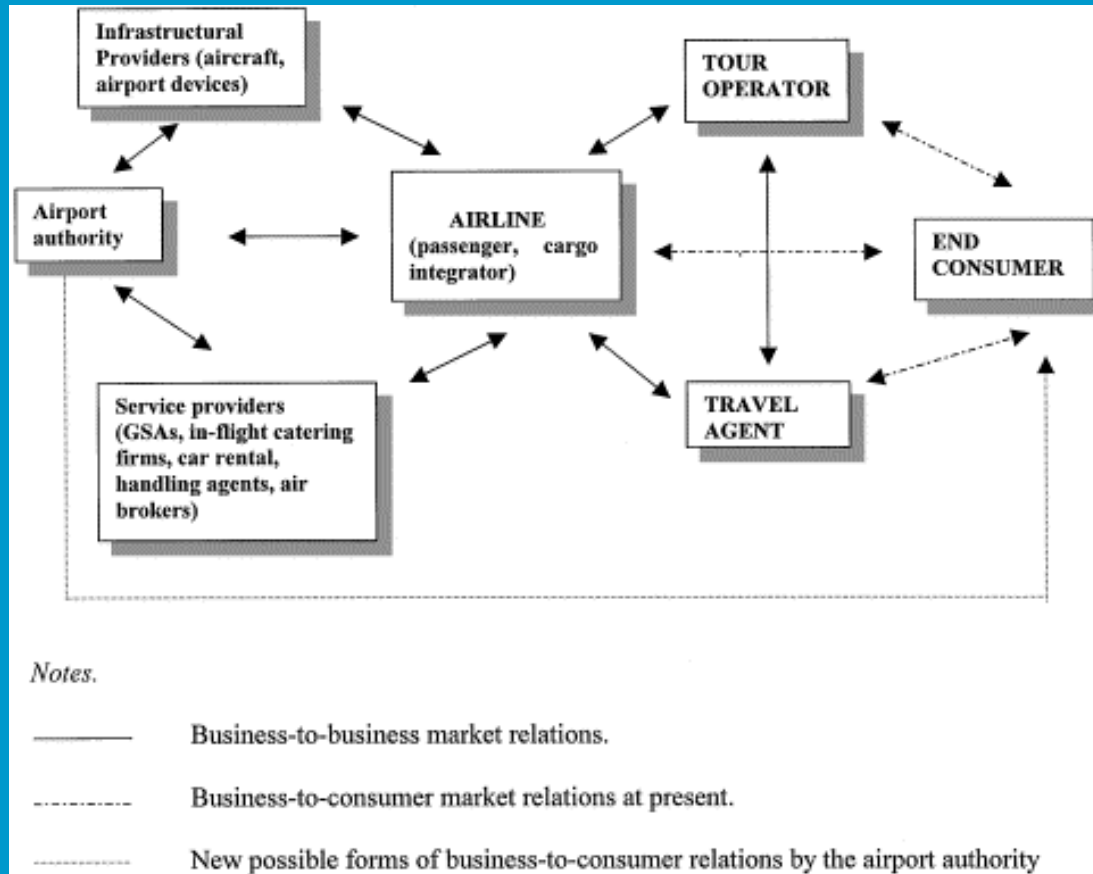 Infrastructural
Providers (aircraft,
airport devices)
TOUR
OPERATOR
Airport
authority
AIRLINE
(passenger, cargo
integrator)
END
CONSUMER
Service providers
(GSAs, in-flight catering
firms, car rental,
handling agents, air
brokers)
TRAVEL
AGENT
Notes.
Business-to-business market relations.
Business-to-consumer market relations at present.
New possible forms of business-to-consumer relations by the airport authority